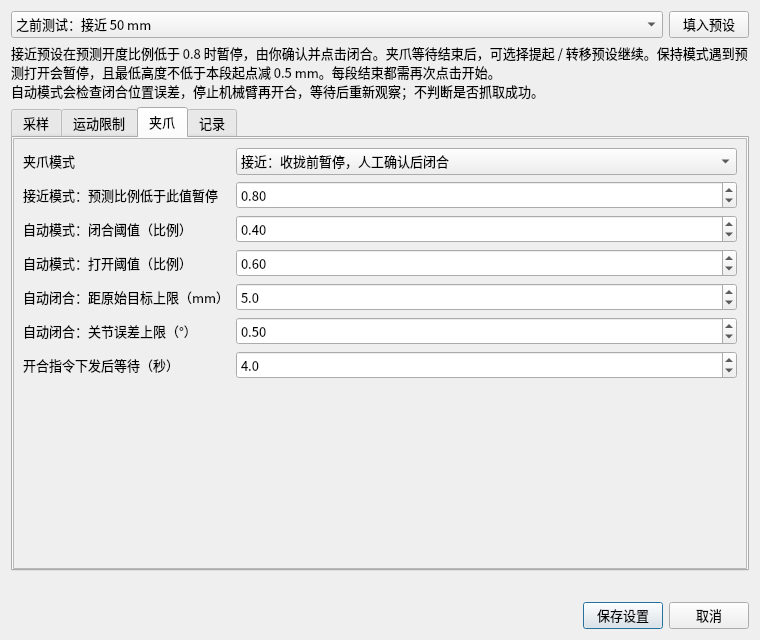 之前测试：接近 50 mm
填入预设
接近预设在预测开度比例低于 0.8 时暂停，由你确认并点击闭合。夹爪等待结束后，可选择提起 / 转移预设继续。保持模式遇到预
测打开会暂停，且最低高度不低于本段起点减 0.5 mm。每段结束都需再次点击开始。
自动模式会检查闭合位置误差，停止机械臂再开合，等待后重新观察；不判断是否抓取成功。
采样 运动限制 夹爪 记录
夹爪模式 接近：收拢前暂停，人工确认后闭合
接近模式：预测比例低于此值暂停 0.80
自动模式：闭合阈值（比例） 0.40
自动模式：打开阈值（比例） 0.60
自动闭合：距原始目标上限（mm） 5.0
自动闭合：关节误差上限（°） 0.50
开合指令下发后等待（秒） 4.0
保存设置 取消